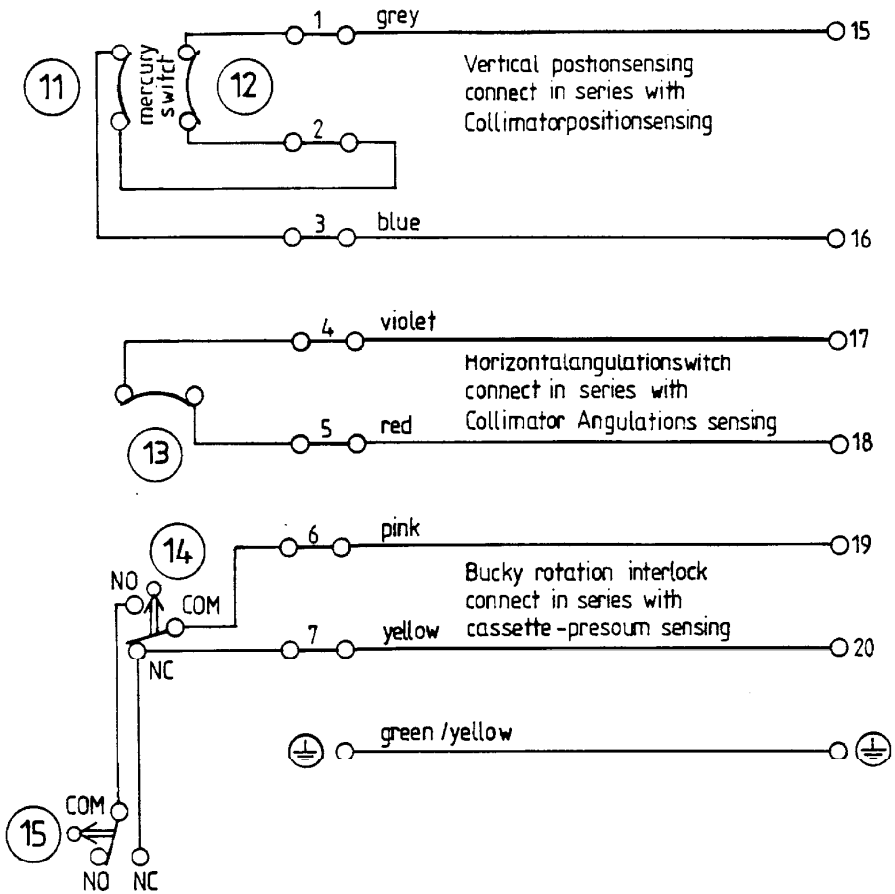 1 grey 15
11
mercury
switct
12
Vertical postionsensing
connect in series with
Collimatorpositionsensing
2
3 blue 16
4 violet 17
Horizontalangulationswitch
connect in series with
Collimator Angulations sensing
13
5 red 18
14
6 pink 19
NO
COM
Bucky rotation interlock
connect in series with
cassette-presoum sensing
7 yellow 20
NC
green/yellow
COM
15
NO NC